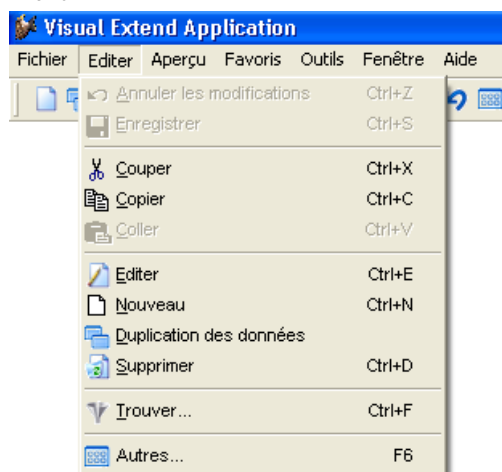 Visual Extend Application
Fichier Editer Aperçu Favoris Outils Fenêtre Aide
Annuler les modifications Ctrl+Z
Enregistrer Ctrl+S
Couper Ctrl+X
Copier Ctrl+C
Coller Ctrl+V
Editer Ctrl+E
Nouveau Ctrl+N
Duplication des données
Supprimer Ctrl+D
Trouver... Ctrl+F
Autres... F6